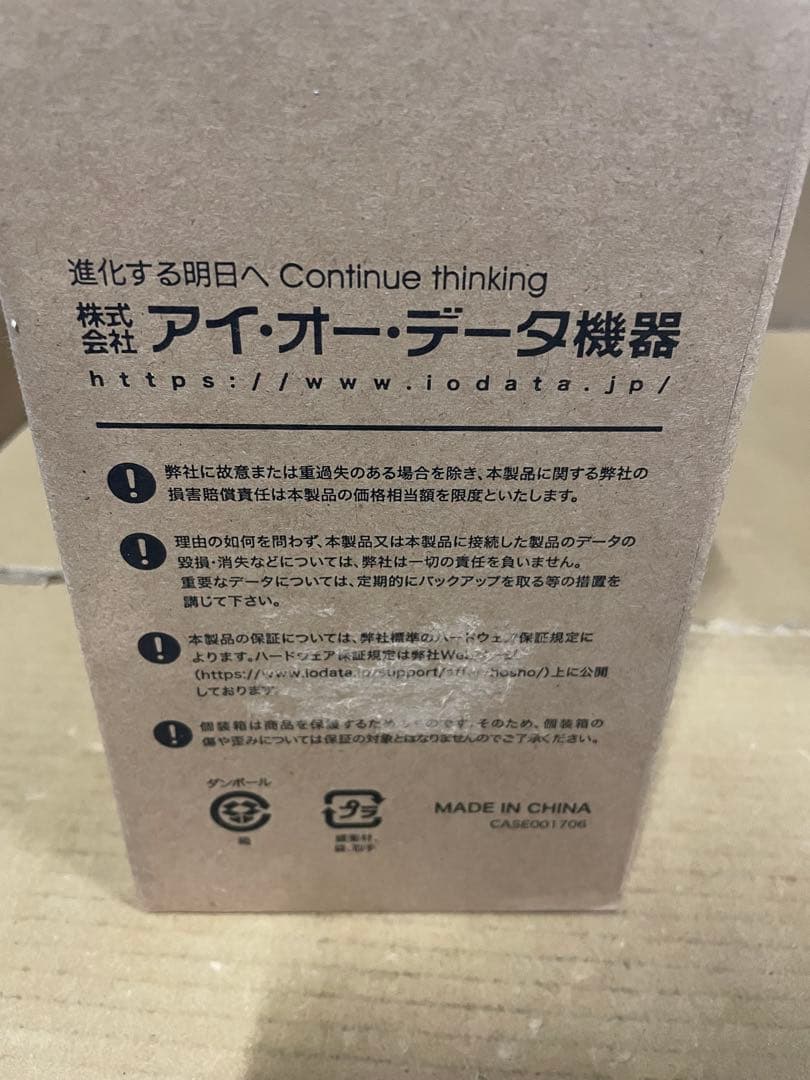 進化する明日へ Continue thinking
株式会社 アイ・オー・データ機器
https://www.iodata.jp/
弊社に故意または重過失のある場合を除き、本製品に関する弊社の
損害賠償責任は本製品の価格相当額を限度といたします。
理由の如何を問わず、本製品又は本製品に接続した製品のデータの
毀損・消失などについては、弊社は一切の責任を負いません。
重要なデータについては、定期的にバックアップを取る等の措置を
講じて下さい。
本製品の保証については、弊社標準のハードウェア保証規定に
よります。ハードウェア保証規定は弊社Web
(https://www.iodata.jp/support/after/hosho/)上に公開
しております。
個装箱は商品を保護するためのものです。そのため、個装箱の
傷や歪みについては保証の対象とはなりませんのでご了承ください。
ダンボール
箱
プラ
緩衝材、
袋、取手
MADE IN CHINA
CASE001706